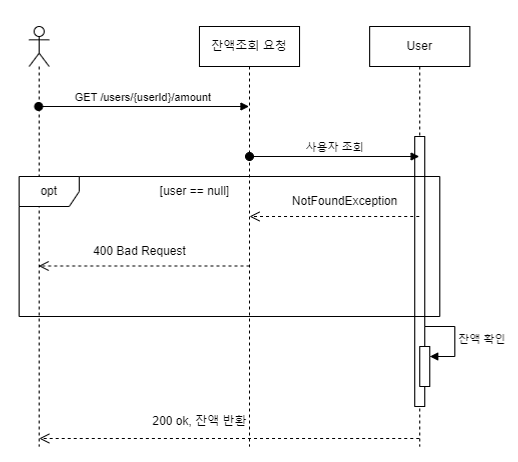 잔액조회 요청
User
GET /users/{userId}/amount
사용자 조회
opt
[user == null]
NotFoundException
400 Bad Request
잔액 확인
200 ok, 잔액 반환